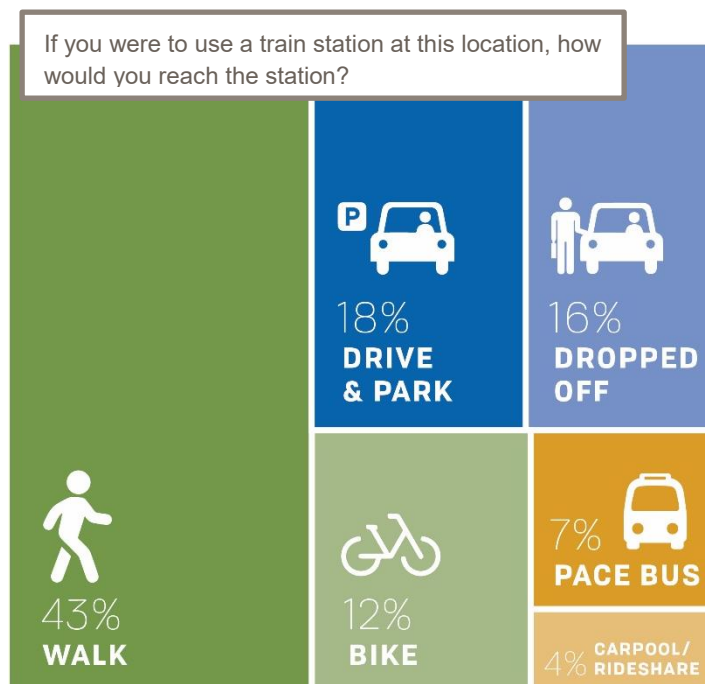 If you were to use a train station at this location, how
would you reach the station?
P
18%
DRIVE
& PARK
16%
DROPPED
OFF
43%
WALK
12%
BIKE
7%
PACE BUS
4% CARPOOL/
RIDESHARE